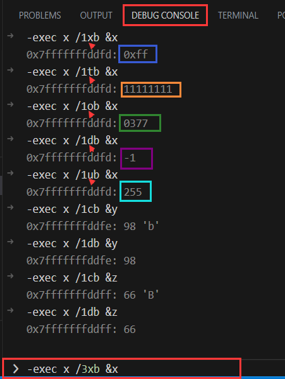 PROBLEMS OUTPUT DEBUG CONSOLE TERMINAL PO
→ -exec x /1xb &x
0x7fffffffddfd: 0xff
→ -exec x /1tb &x
0x7fffffffddfd: 11111111
→ -exec x /1ob &x
0x7fffffffddfd: 0377
→ -exec x /1db &x
0x7fffffffddfd: -1
→ -exec x /1ub &x
0x7fffffffddfd: 255
→ -exec x /1cb &y
0x7fffffffddfe: 98 'b'
→ -exec x /1db &y
0x7fffffffddfe: 98
→ -exec x /1cb &z
0x7fffffffddff: 66 'B'
→ -exec x /1db &z
0x7fffffffddff: 66
> -exec x /3xb &x